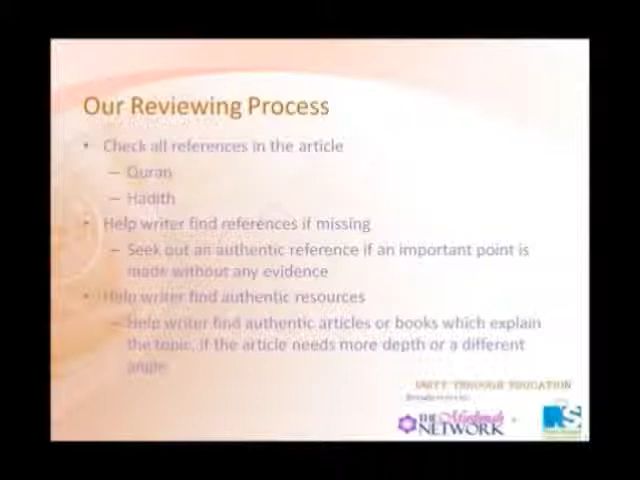 Our Reviewing Process
• Check all references in the article
– Quran
– Hadith
• Help writer find references if missing
– Seek out an authentic reference if an important point is
made without any evidence
• Help writer find authentic resources
– Help writer find authentic articles or books which explain
the topic, if the article needs more depth or a different
angle
UNITY THROUGH EDUCATION
THE
NETWORK